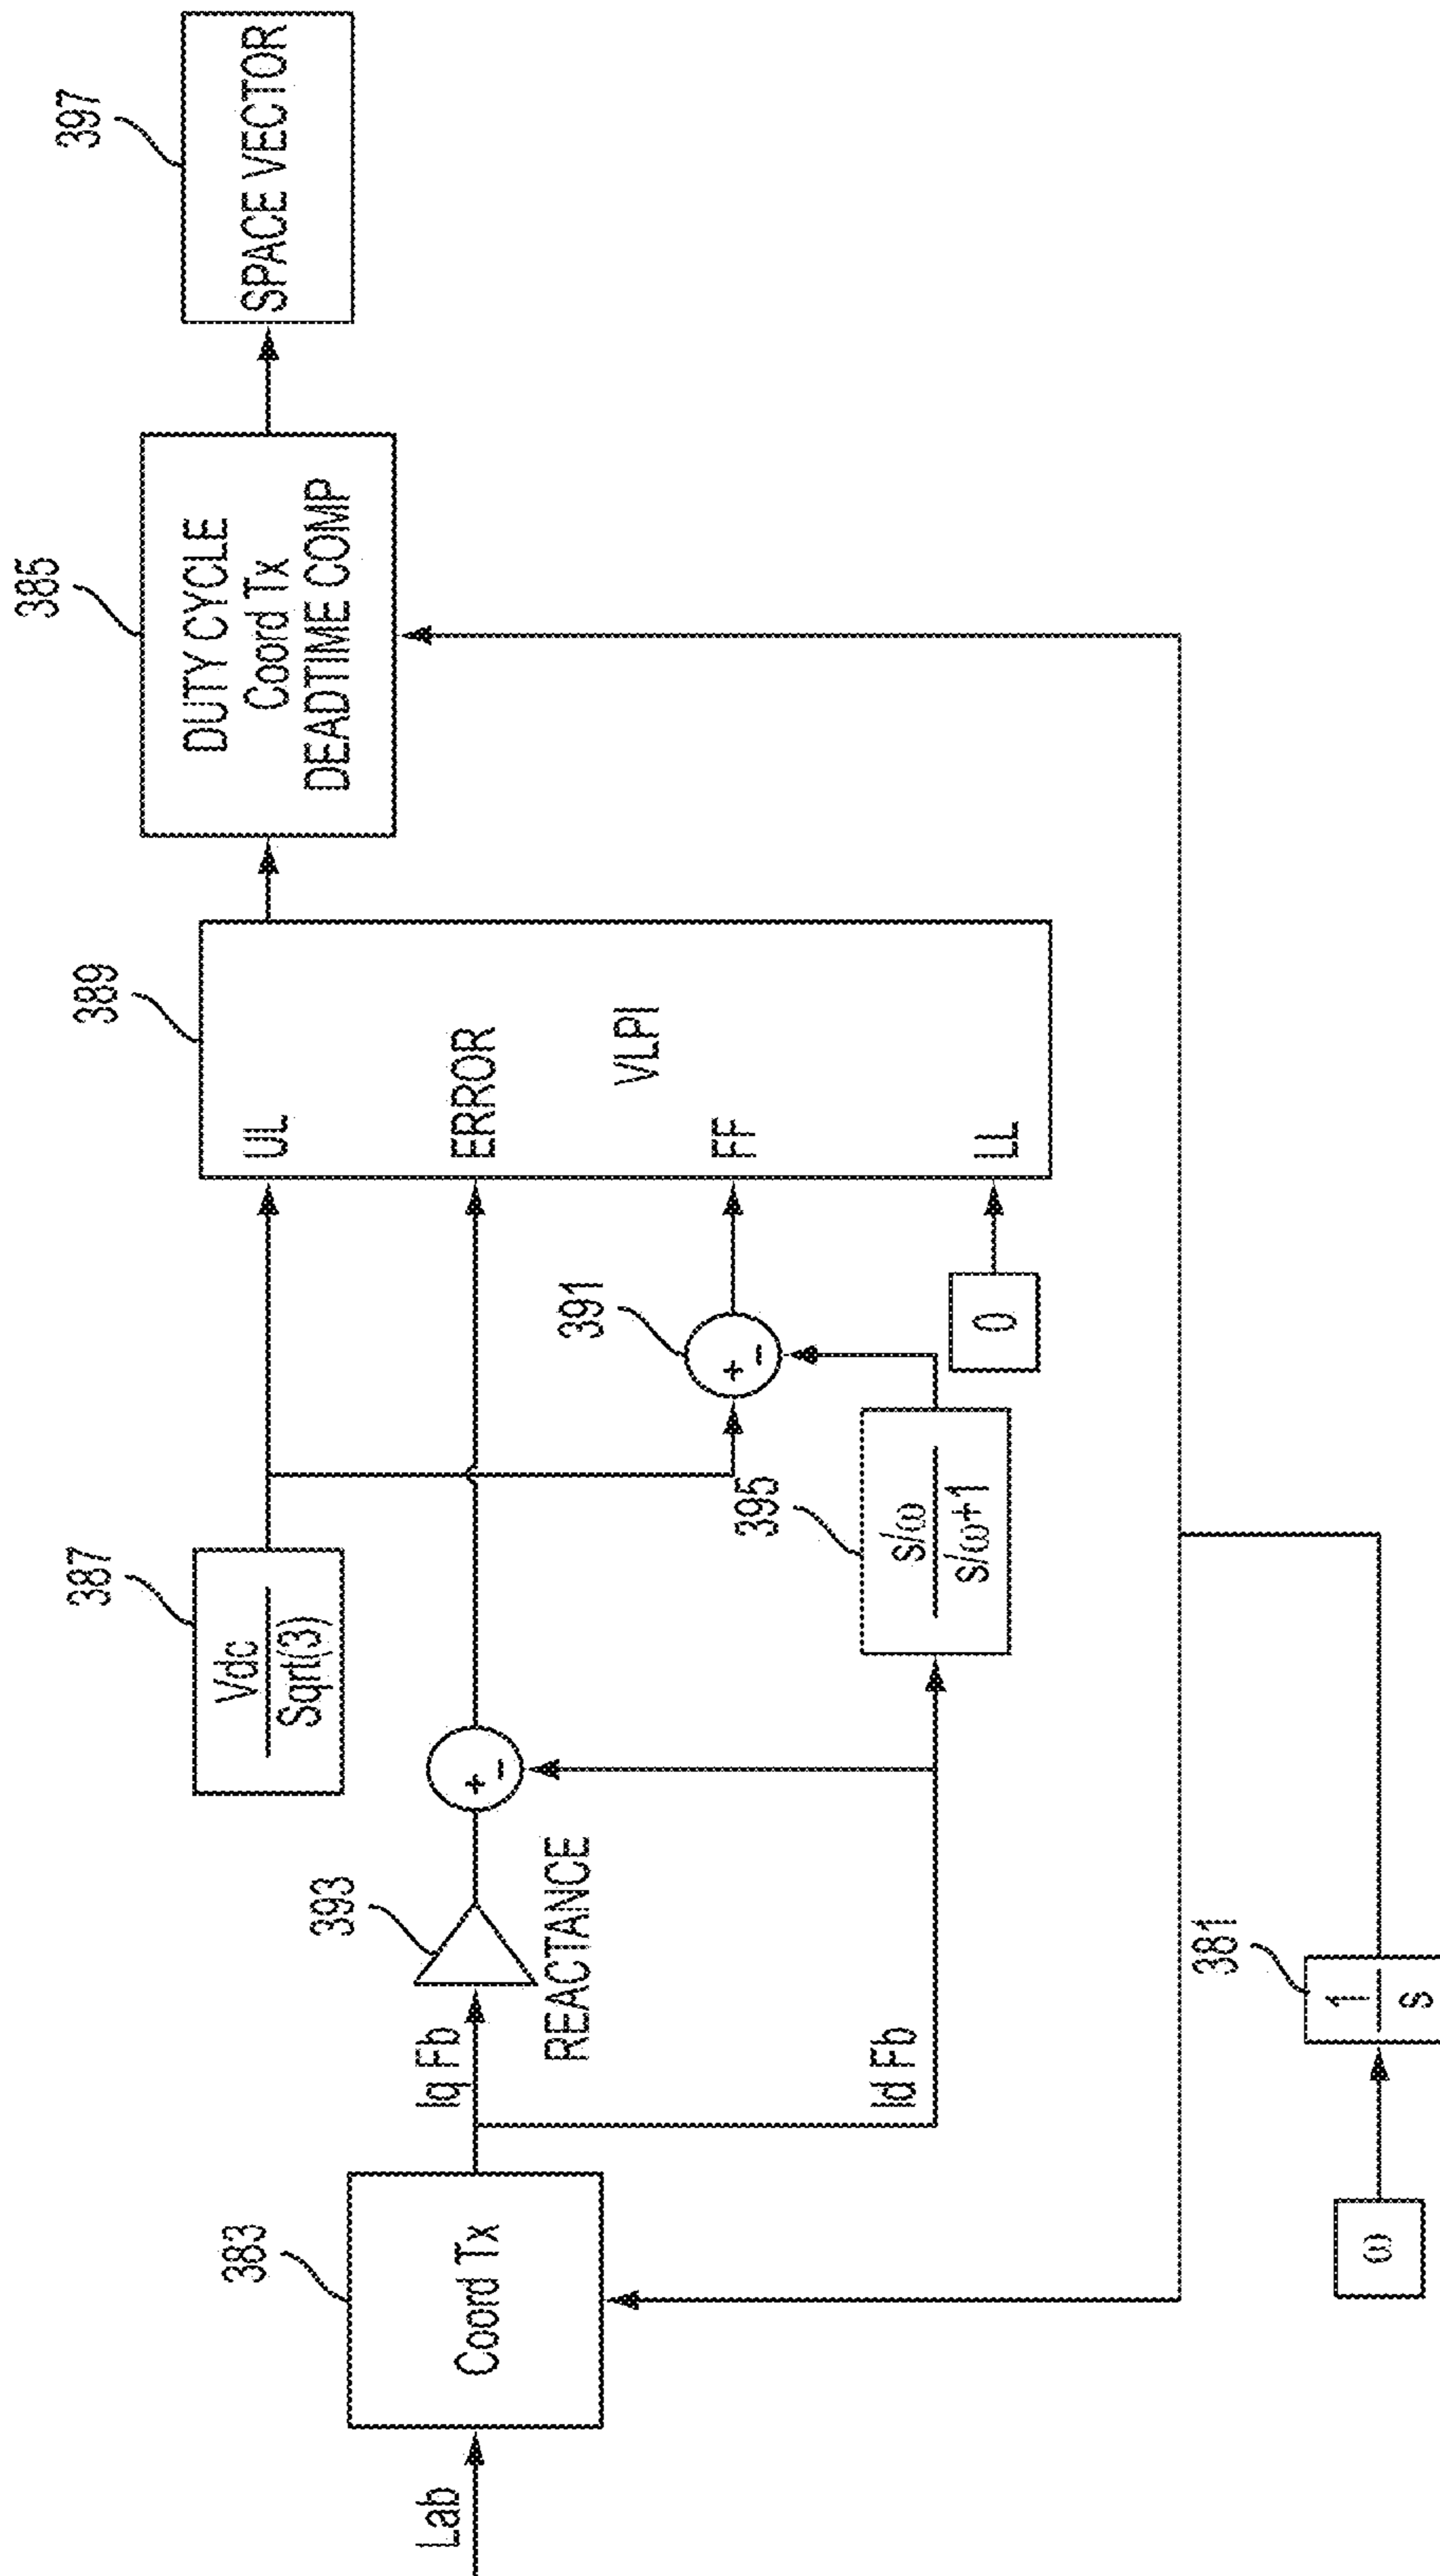 Lab
383
Coord Tx
Iq Fb
Id Fb
393
REACTANCE
+
-
387
Vdc
Sqrt(3)
395
s/ω
s/ω+1
391
+
-
0
389
UL
ERROR
VLPI
FF
LL
385
DUTY CYCLE
Coord Tx
DEADTIME COMP
397
SPACE VECTOR
ω
381
1
s